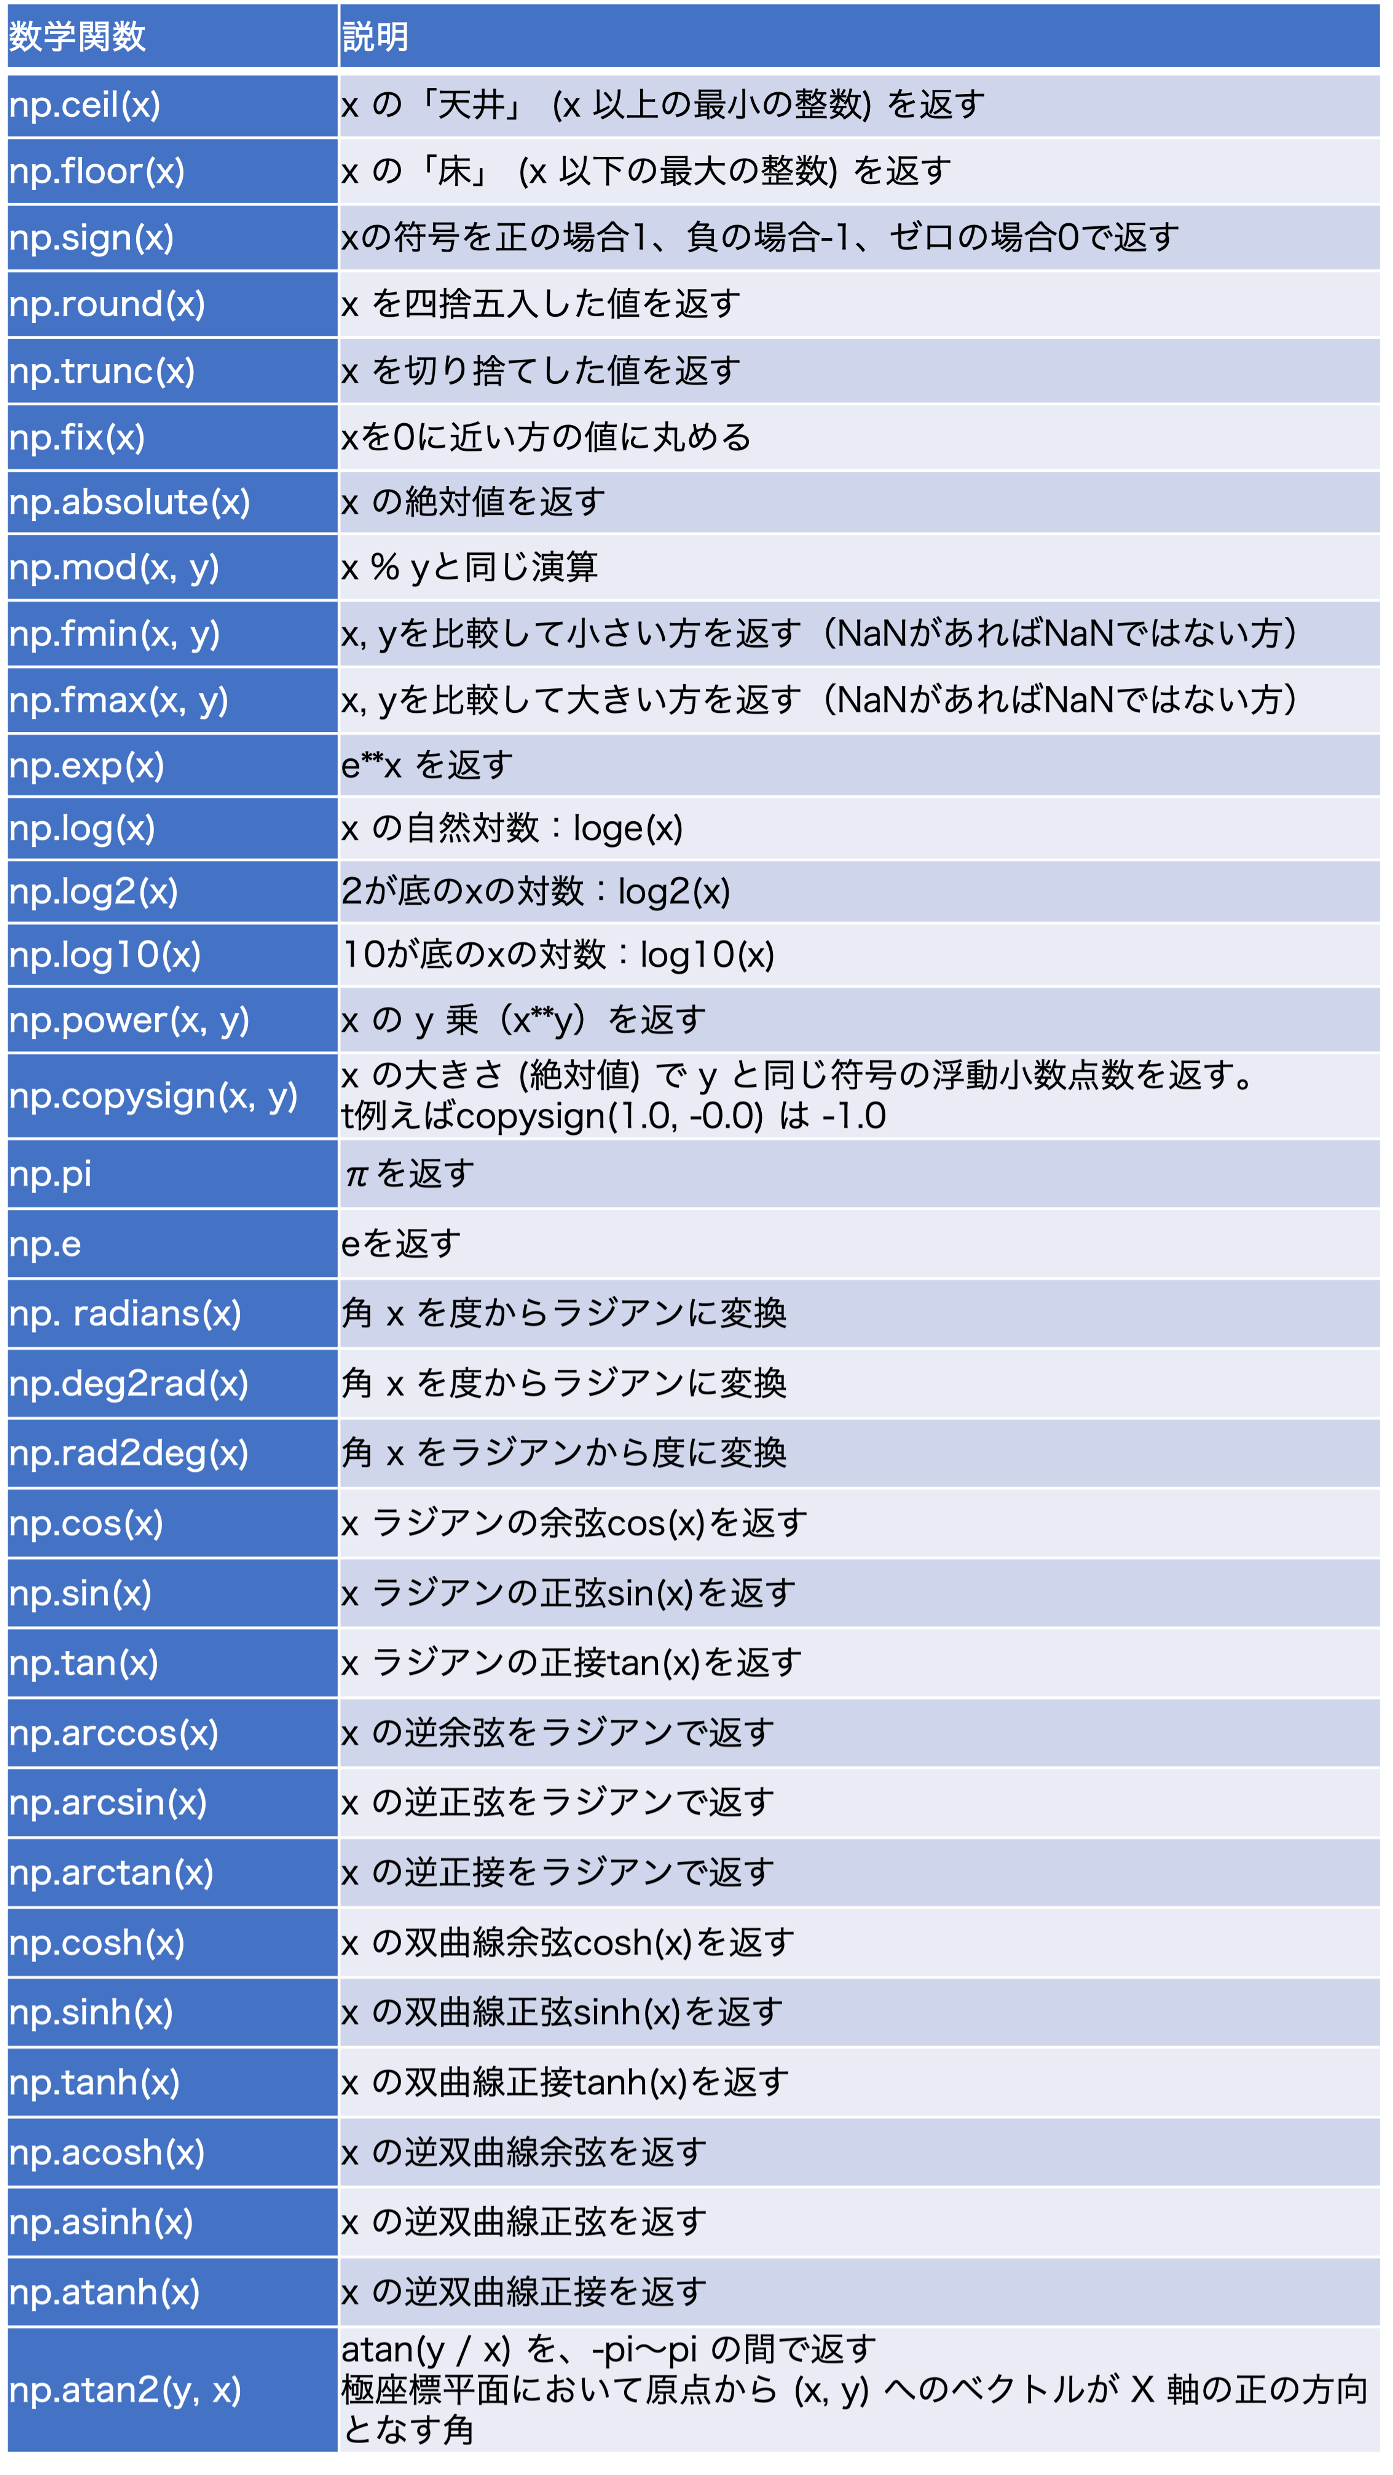 数学関数 説明
np.ceil(x) x の「天井」 (x 以上の最小の整数) を返す
np.floor(x) x の「床」 (x 以下の最大の整数) を返す
np.sign(x) xの符号を正の場合1、負の場合-1、ゼロの場合0で返す
np.round(x) x を四捨五入した値を返す
np.trunc(x) x を切り捨てした値を返す
np.fix(x) xを0に近い方の値に丸める
np.absolute(x) x の絶対値を返す
np.mod(x, y) x % yと同じ演算
np.fmin(x, y) x, yを比較して小さい方を返す（NaNがあればNaNではない方）
np.fmax(x, y) x, yを比較して大きい方を返す（NaNがあればNaNではない方）
np.exp(x) e**x を返す
np.log(x) x の自然対数：loge(x)
np.log2(x) 2が底のxの対数：log2(x)
np.log10(x) 10が底のxの対数：log10(x)
np.power(x, y) x の y 乗（x**y）を返す
np.copysign(x, y) x の大きさ (絶対値) で y と同じ符号の浮動小数点数を返す。
t例えばcopysign(1.0, -0.0) は -1.0
np.pi πを返す
np.e eを返す
np. radians(x) 角 x を度からラジアンに変換
np.deg2rad(x) 角 x を度からラジアンに変換
np.rad2deg(x) 角 x をラジアンから度に変換
np.cos(x) x ラジアンの余弦cos(x)を返す
np.sin(x) x ラジアンの正弦sin(x)を返す
np.tan(x) x ラジアンの正接tan(x)を返す
np.arccos(x) x の逆余弦をラジアンで返す
np.arcsin(x) x の逆正弦をラジアンで返す
np.arctan(x) x の逆正接をラジアンで返す
np.cosh(x) x の双曲線余弦cosh(x)を返す
np.sinh(x) x の双曲線正弦sinh(x)を返す
np.tanh(x) x の双曲線正接tanh(x)を返す
np.acosh(x) x の逆双曲線余弦を返す
np.asinh(x) x の逆双曲線正弦を返す
np.atanh(x) x の逆双曲線正接を返す
np.atan2(y, x) atan(y / x) を、-pi〜pi の間で返す
極座標平面において原点から (x, y) へのベクトルが X 軸の正の方向
となす角